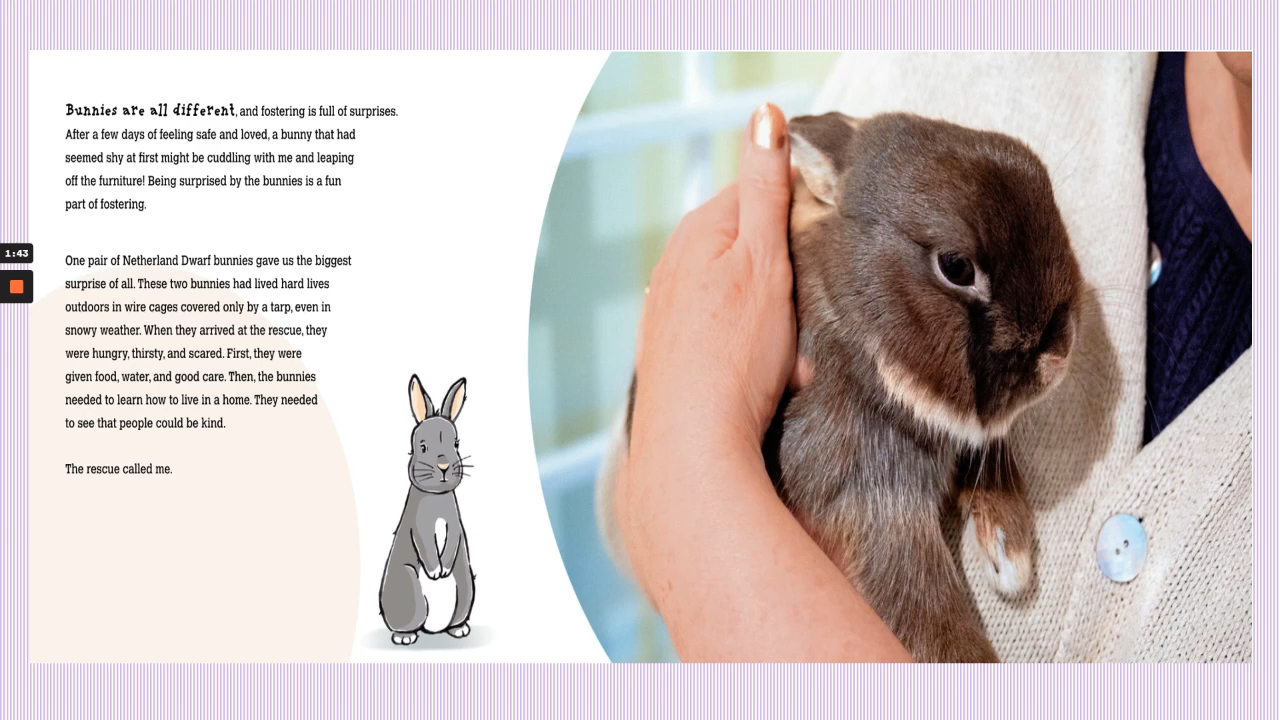 Bunnies are all different, and fostering is full of surprises.
After a few days of feeling safe and loved, a bunny that had
seemed shy at first might be cuddling with me and leaping
off the furniture! Being surprised by the bunnies is a fun
part of fostering.
One pair of Netherland Dwarf bunnies gave us the biggest
surprise of all. These two bunnies had lived hard lives
outdoors in wire cages covered only by a tarp, even in
snowy weather. When they arrived at the rescue, they
were hungry, thirsty, and scared. First, they were
given food, water, and good care. Then, the bunnies
needed to learn how to live in a home. They needed
to see that people could be kind.
The rescue called me.
1:43